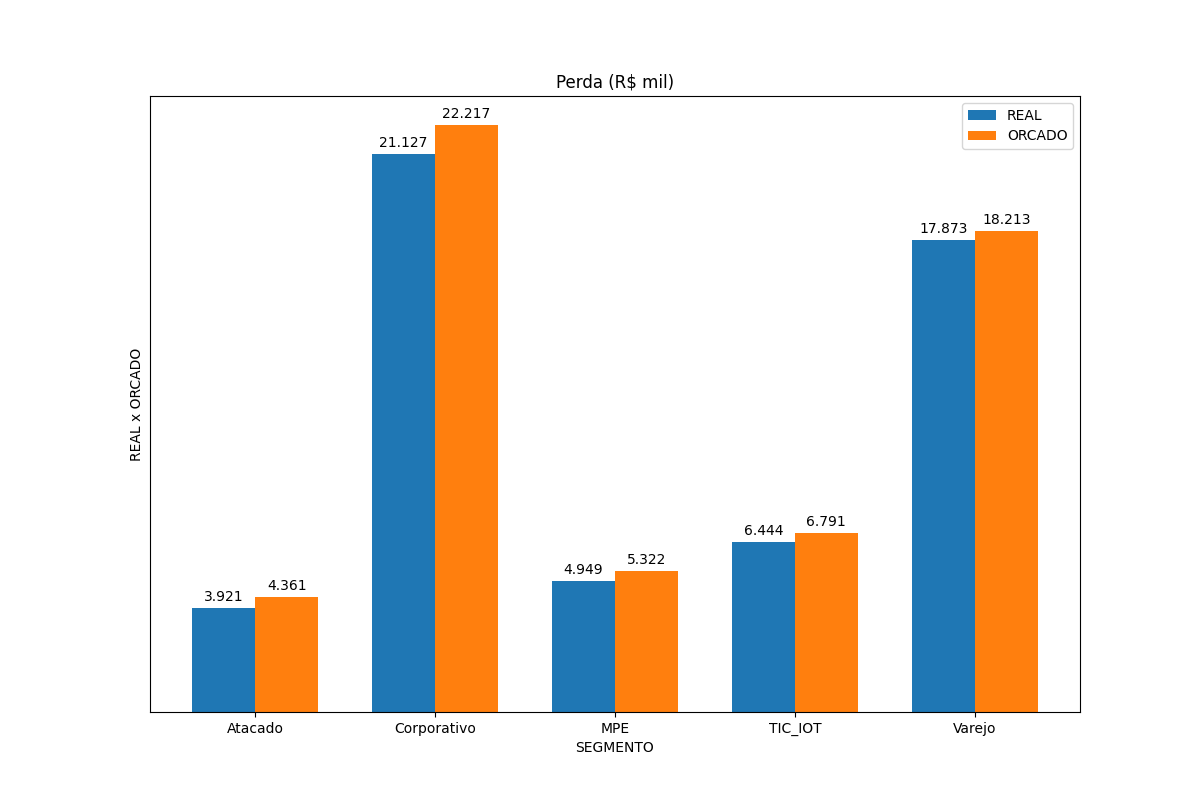 Perda (R$ mil)
REAL
ORCADO
22.217
21.127
18.213
17.873
6.791
6.444
5.322
4.949
4.361
3.921
REAL x ORCADO
Atacado
Corporativo
MPE
TIC_IOT
Varejo
SEGMENTO